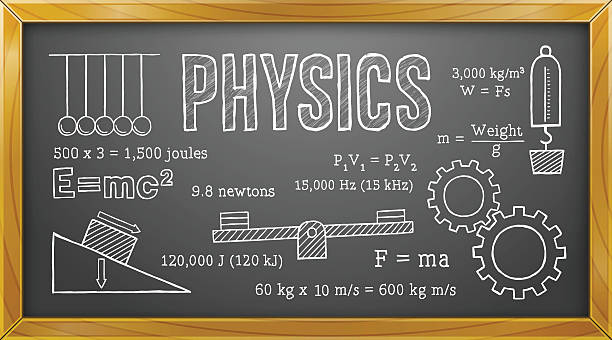 PHYSICS
3,000 kg/m³
W = Fs
m = Weight
g
500 x 3 = 1,500 joules
P₁V₁ = P₂V₂
E=mc²
9.8 newtons
15,000 Hz (15 kHz)
120,000 J (120 kJ)
F = ma
60 kg x 10 m/s = 600 kg m/s